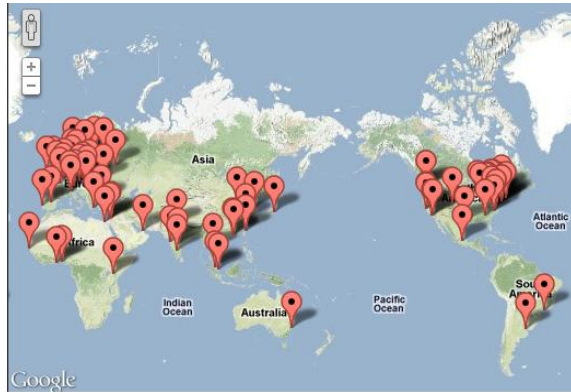 +
−
Asia
Africa
Atlantic
Ocean
Indian
Ocean
Australia
Pacific
Ocean
Google